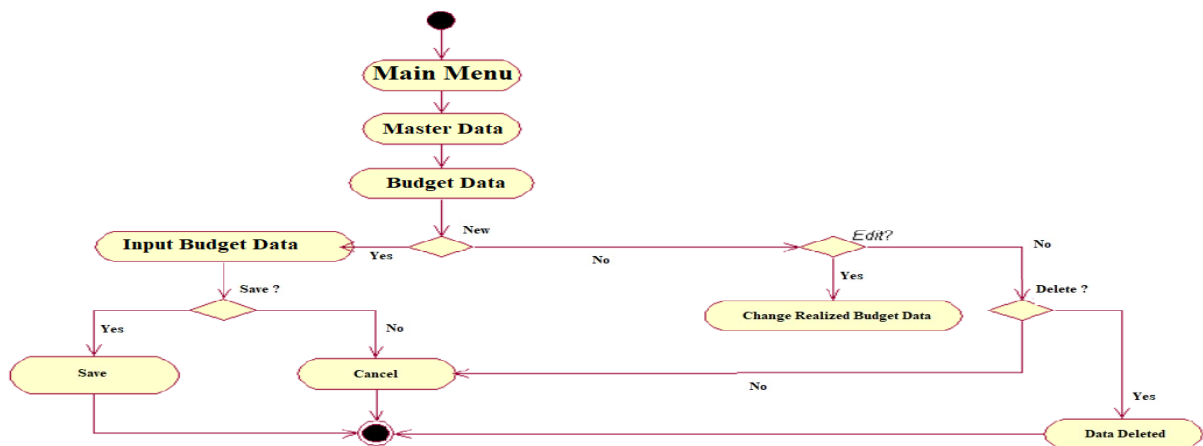 Main Menu
Master Data
Budget Data
New
Input Budget Data
Yes
No
Edit?
No
Save ?
Yes
Delete ?
Change Realized Budget Data
Yes
No
Save
Cancel
No
Yes
Data Deleted